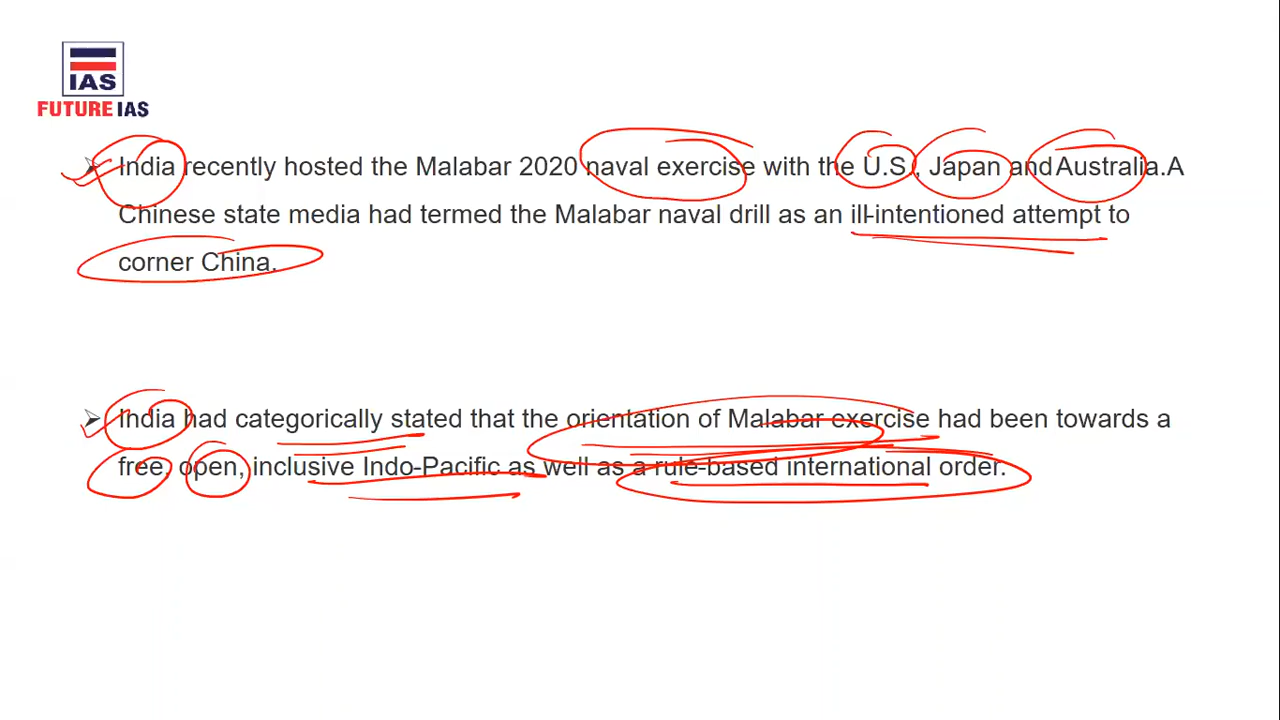 IAS
FUTURE IAS
India recently hosted the Malabar 2020 naval exercise with the U.S., Japan and Australia.A
Chinese state media had termed the Malabar naval drill as an ill-intentioned attempt to
corner China.
India had categorically stated that the orientation of Malabar exercise had been towards a
free, open, inclusive Indo-Pacific as well as a rule-based international order.